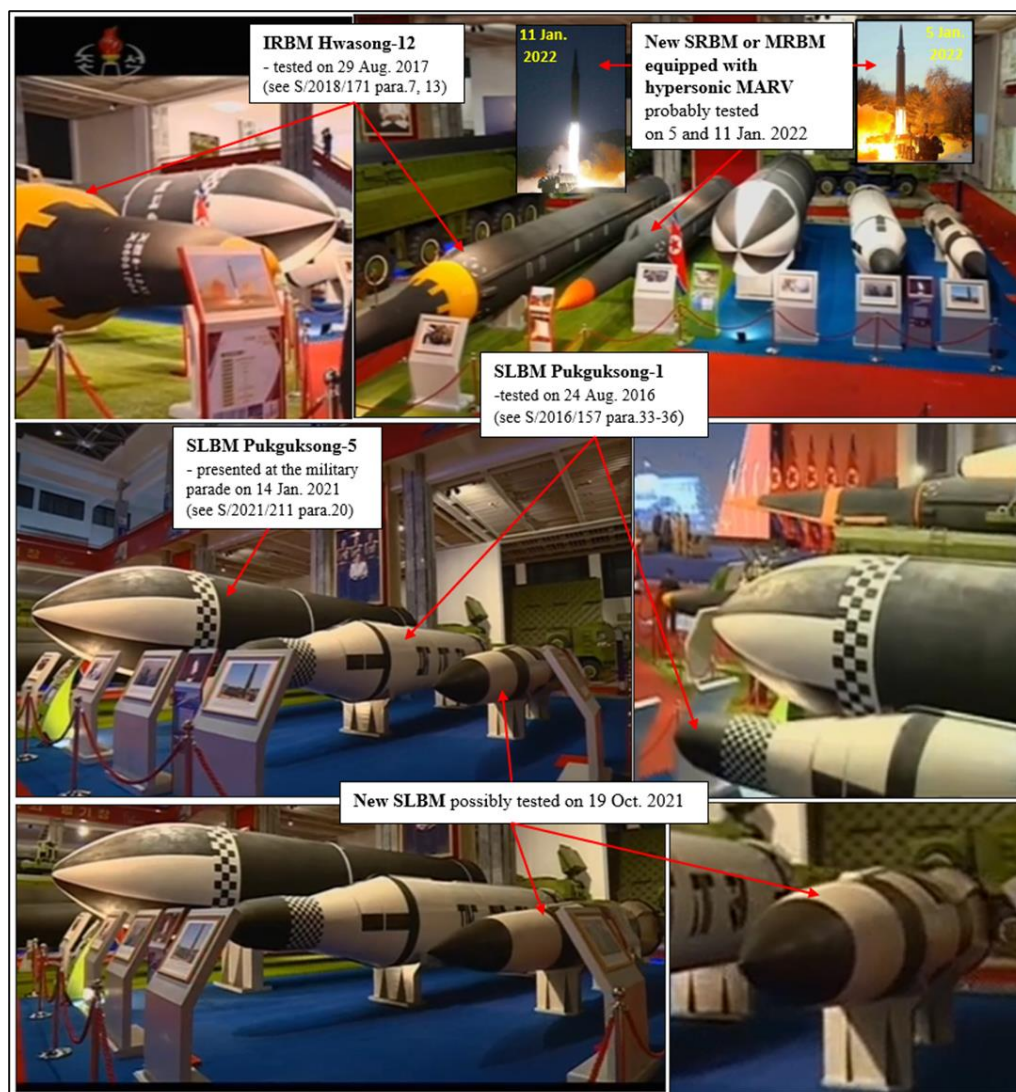 조선
IRBM Hwasong-12
- tested on 29 Aug. 2017
(see S/2018/171 para.7, 13)
11 Jan.
2022
New SRBM or MRBM
equipped with
hypersonic MARV
probably tested
on 5 and 11 Jan. 2022
5 Jan.
2022
SLBM Pukguksong-1
-tested on 24 Aug. 2016
(see S/2016/157 para.33-36)
SLBM Pukguksong-5
- presented at the military
parade on 14 Jan. 2021
(see S/2021/211 para.20)
New SLBM possibly tested on 19 Oct. 2021